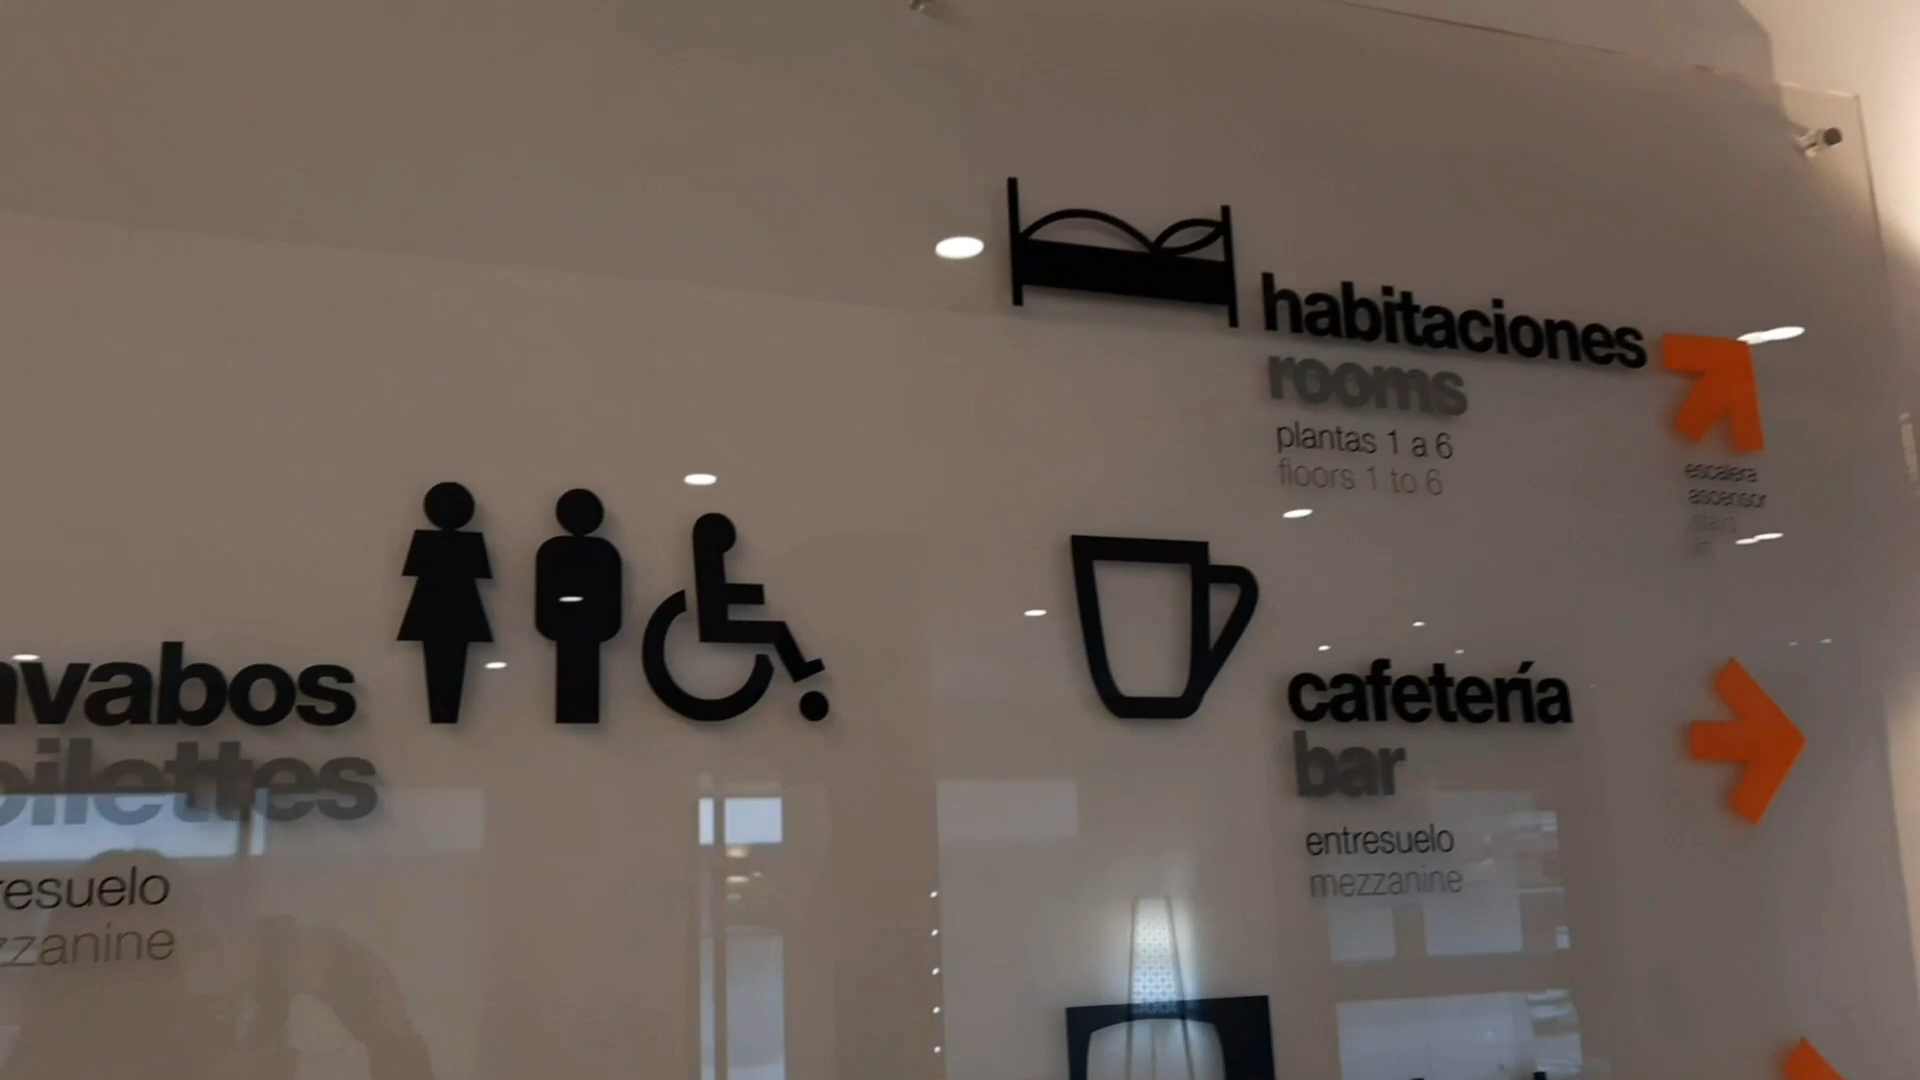 habitaciones
rooms
plantas 1 a 6
floors 1 to 6
escalera
ascensor
stairs
avabos
oilettes
resuelo
zzanine
cafetería
bar
entresuelo
mezzanine